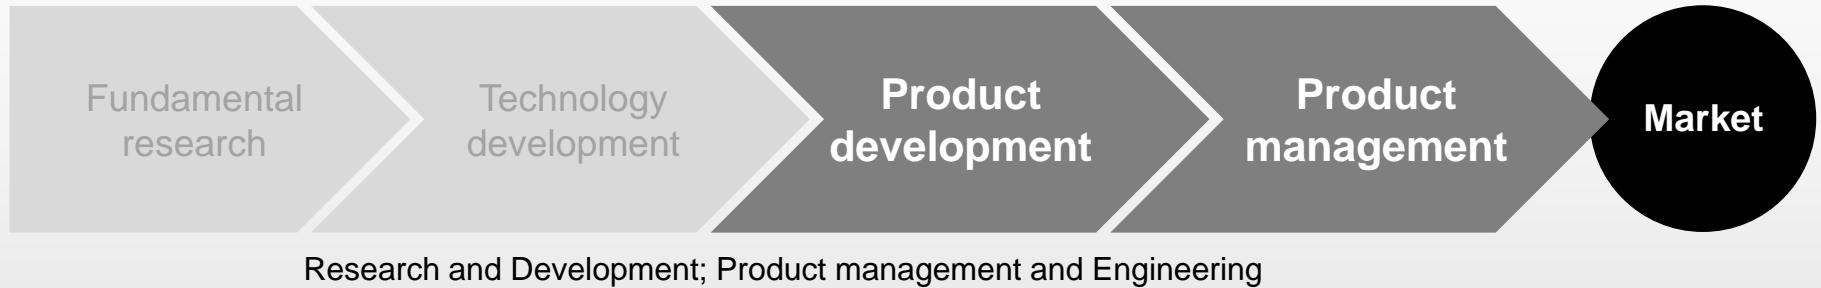 Fundamental
research
Technology
development
Product
development
Product
management
Market
Research and Development; Product management and Engineering